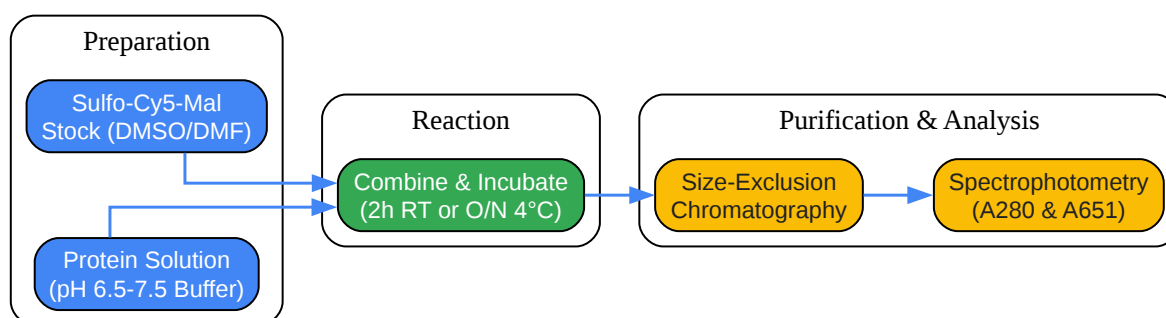 Preparation
Sulfo-Cy5-Mal
Stock (DMSO/DMF)
Protein Solution
(pH 6.5-7.5 Buffer)
Reaction
Combine & Incubate
(2h RT or O/N 4°C)
Purification & Analysis
Size-Exclusion
Chromatography
Spectrophotometry
(A280 & A651)